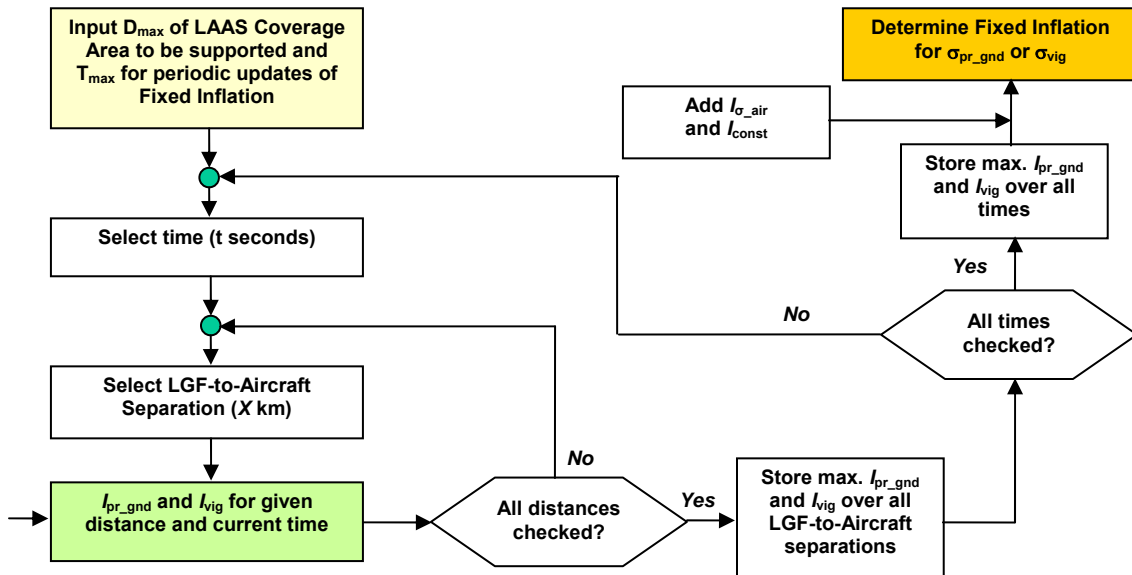 Input Dmax of LAAS Coverage
Area to be supported and
Tmax for periodic updates of
Fixed Inflation
Select time (t seconds)
Select LGF-to-Aircraft
Separation (X km)
Ipr_gnd and Ivig for given
distance and current time
All distances
checked?
No
Yes
Store max. Ipr_gnd
and Ivig over all
LGF-to-Aircraft
separations
All times
checked?
No
Yes
Store max. Ipr_gnd
and Ivig over all
times
Add Iσ_air
and Iconst
Determine Fixed Inflation
for σpr_gnd or σvig